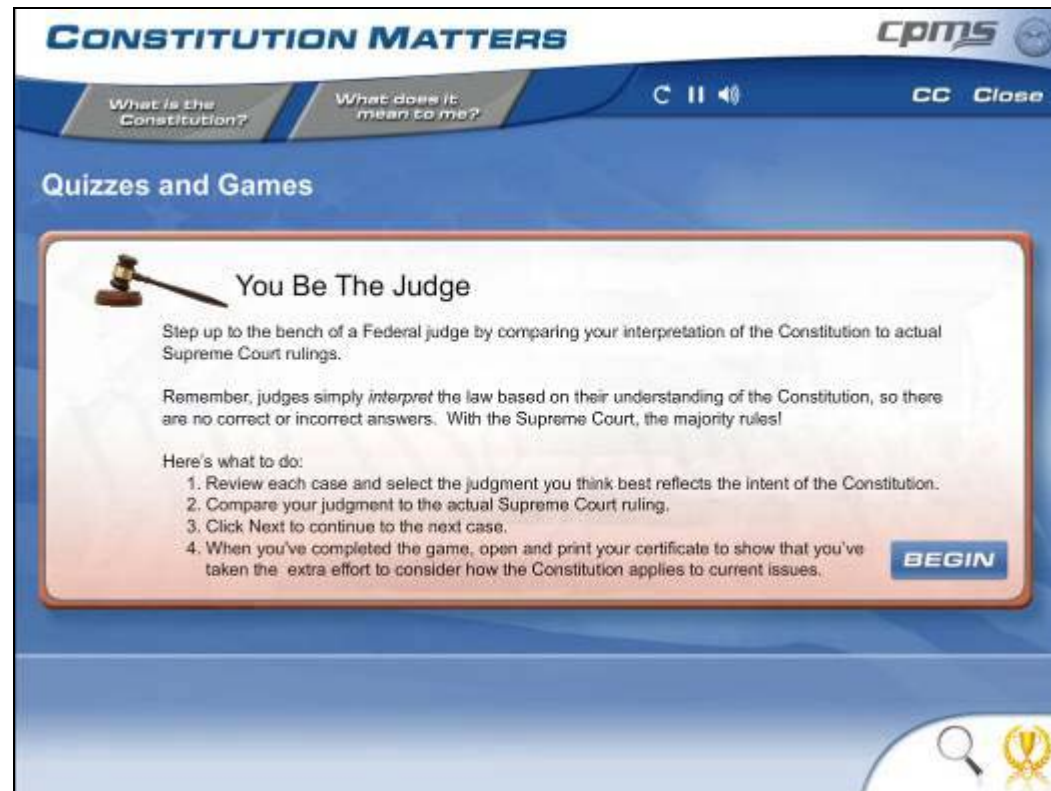 CONSTITUTION MATTERS
cpms
What is the
Constitution?
What does it
mean to me?
CC Close
Quizzes and Games
You Be The Judge
Step up to the bench of a Federal judge by comparing your interpretation of the Constitution to actual
Supreme Court rulings.
Remember, judges simply interpret the law based on their understanding of the Constitution, so there
are no correct or incorrect answers. With the Supreme Court, the majority rules!
Here's what to do:
1. Review each case and select the judgment you think best reflects the intent of the Constitution.
2. Compare your judgment to the actual Supreme Court ruling.
3. Click Next to continue to the next case.
4. When you've completed the game, open and print your certificate to show that you've
taken the extra effort to consider how the Constitution applies to current issues.
BEGIN